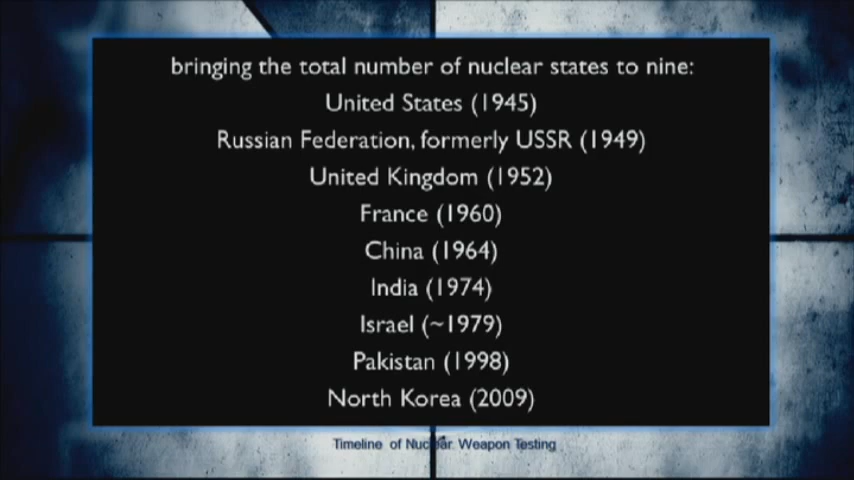 bringing the total number of nuclear states to nine:
United States (1945)
Russian Federation, formerly USSR (1949)
United Kingdom (1952)
France (1960)
China (1964)
India (1974)
Israel (~1979)
Pakistan (1998)
North Korea (2009)
Timeline of Nuclear Weapon Testing